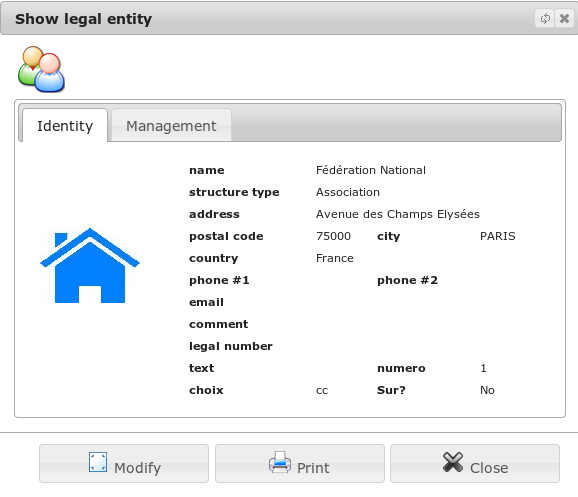 Show legal entity
Identity Management
name Fédération National
structure type Association
address Avenue des Champs Elysées
postal code 75000 city PARIS
country France
phone #1 phone #2
email
comment
legal number
text numero 1
choix cc Sur? No
Modify Print Close